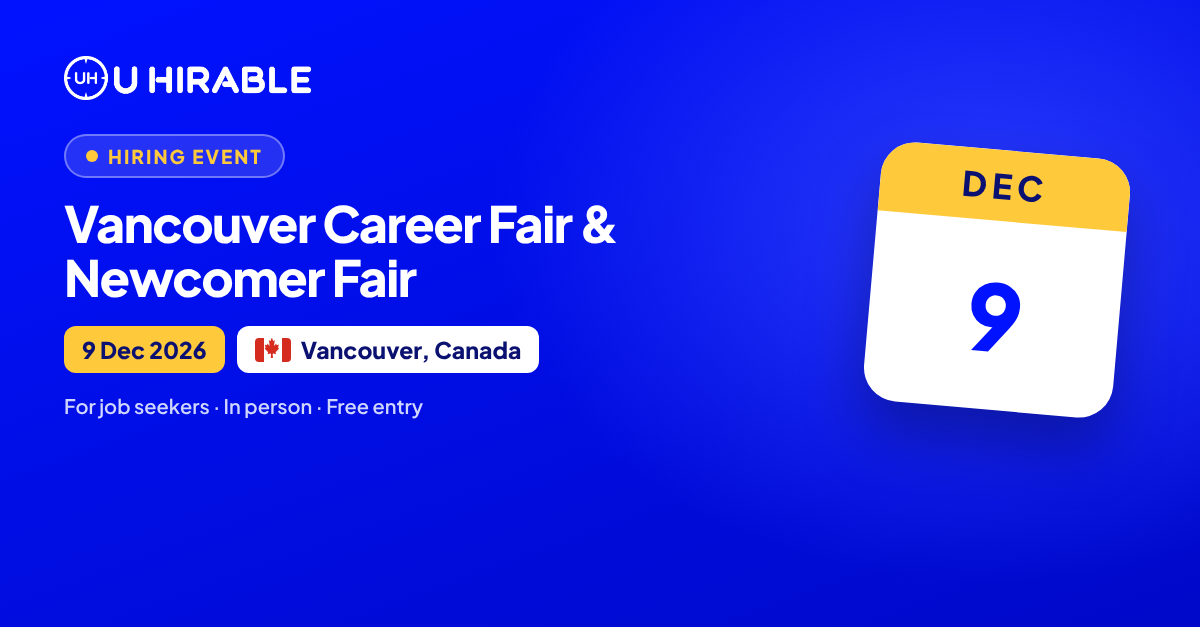 UH U HIRABLE
HIRING EVENT
Vancouver Career Fair &
Newcomer Fair
9 Dec 2026
Vancouver, Canada
For job seekers · In person · Free entry
DEC
9